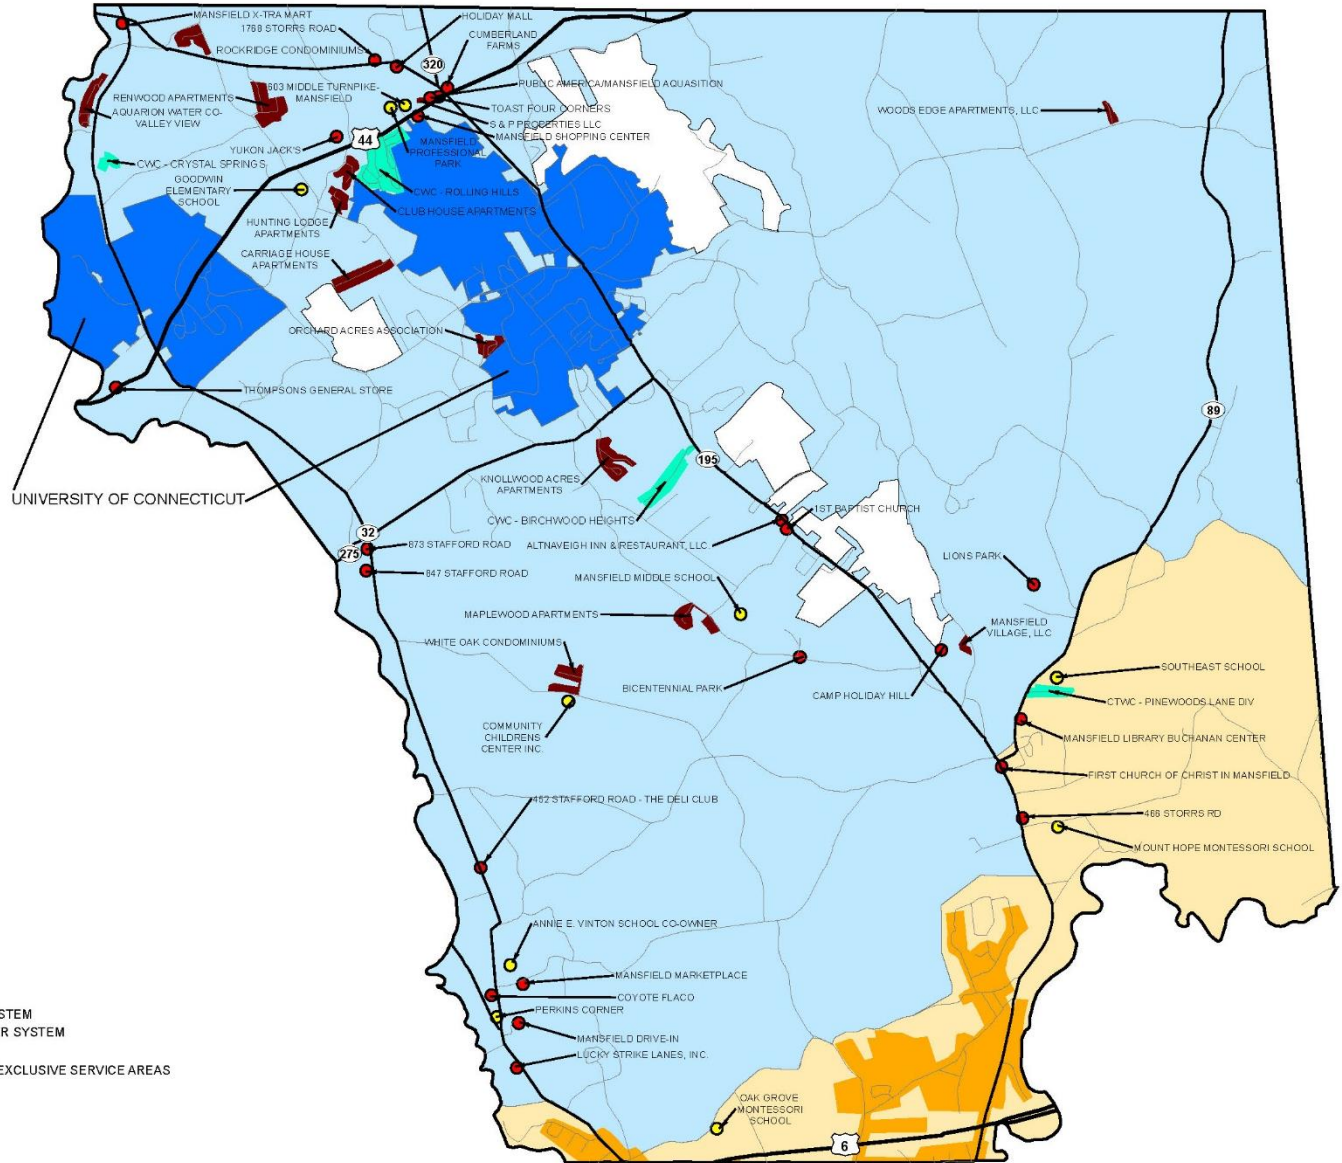 MANSFIELD X-TRA MART
1768 STORRS ROAD
HOLIDAY MALL
ROCKRIDGE CONDOMINIUMS
CUMBERLAND
FARMS
320
603 MIDDLE TURNPIKE-
MANSFIELD
PUBLIC AMERICA/MANSFIELD AQUASITION
RENWOOD APARTMENTS
AQUARION WATER CO-
VALLEY VIEW
TOAST FOUR CORNERS
S & P PROPERTIES LLC
MANSFIELD SHOPPING CENTER
WOODS EDGE APARTMENTS, LLC
44
YUKON JACK'S
MANSFIELD
PROFESSIONAL
PARK
CWC - CRYSTAL SPRINGS
GOODWIN
ELEMENTARY
SCHOOL
CWC - ROLLING HILLS
CLUB HOUSE APARTMENTS
HUNTING LODGE
APARTMENTS
CARRIAGE HOUSE
APARTMENTS
ORCHARD ACRES ASSOCIATION
THOMPSONS GENERAL STORE
89
195
KNOLLWOOD ACRES
APARTMENTS
UNIVERSITY OF CONNECTICUT
CWC - BIRCHWOOD HEIGHTS
1ST BAPTIST CHURCH
32
275
873 STAFFORD ROAD
ALTNAVEIGH INN & RESTAURANT, LLC
LIONS PARK
847 STAFFORD ROAD
MANSFIELD MIDDLE SCHOOL
MAPLEWOOD APARTMENTS
MANSFIELD
VILLAGE, LLC
WHITE OAK CONDOMINIUMS
SOUTHEAST SCHOOL
BICENTENNIAL PARK
CAMP HOLIDAY HILL
CTWC - PINEWOODS LANE DIV
COMMUNITY
CHILDRENS
CENTER INC.
MANSFIELD LIBRARY BUCHANAN CENTER
FIRST CHURCH OF CHRIST IN MANSFIELD
452 STAFFORD ROAD - THE DELI CLUB
466 STORRS RD
MOUNT HOPE MONTESSORI SCHOOL
ANNIE E. VINTON SCHOOL CO-OWNER
MANSFIELD MARKETPLACE
COYOTE FLACO
PERKINS CORNER
MANSFIELD DRIVE-IN
LUCKY STRIKE LANES, INC.
STEM
R SYSTEM
EXCLUSIVE SERVICE AREAS
OAK GROVE
MONTESSORI
SCHOOL
6